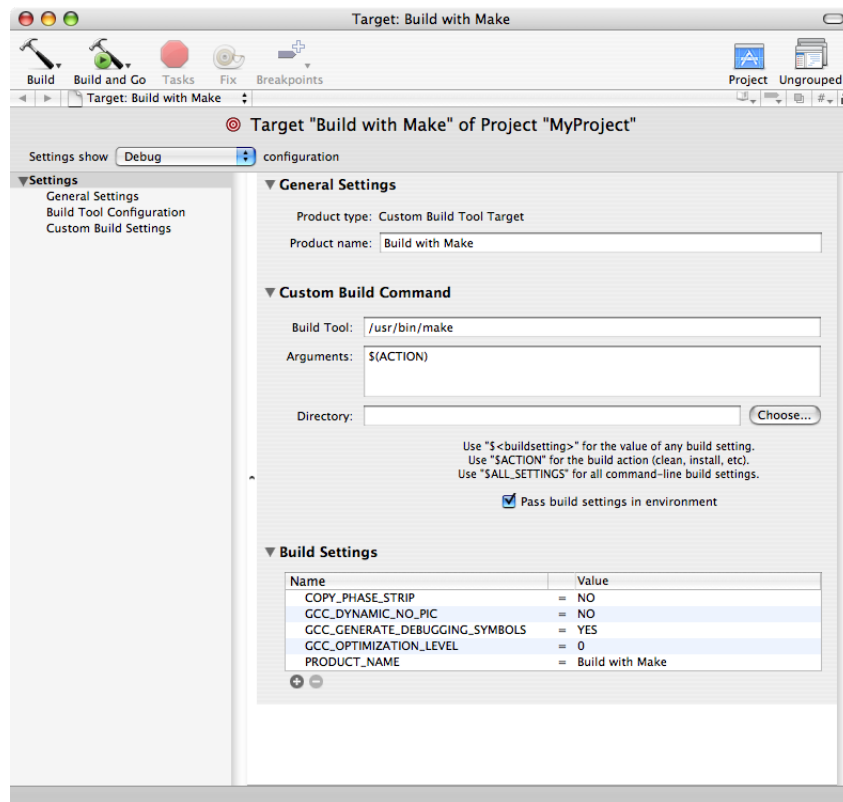 Target: Build with Make
Build
Build and Go
Tasks
Fix
Breakpoints
Project
Ungrouped
Target: Build with Make
#
Target "Build with Make" of Project "MyProject"
Settings show Debug configuration
Settings
General Settings
Build Tool Configuration
Custom Build Settings
General Settings
Product type: Custom Build Tool Target
Product name: Build with Make
Custom Build Command
Build Tool: /usr/bin/make
Arguments: $(ACTION)
Directory: Choose...
Use "$<buildsetting>" for the value of any build setting.
Use "$ACTION" for the build action (clean, install, etc).
Use "$ALL_SETTINGS" for all command-line build settings.
Pass build settings in environment
Build Settings
Name Value
COPY_PHASE_STRIP = NO
GCC_DYNAMIC_NO_PIC = NO
GCC_GENERATE_DEBUGGING_SYMBOLS = YES
GCC_OPTIMIZATION_LEVEL = 0
PRODUCT_NAME = Build with Make